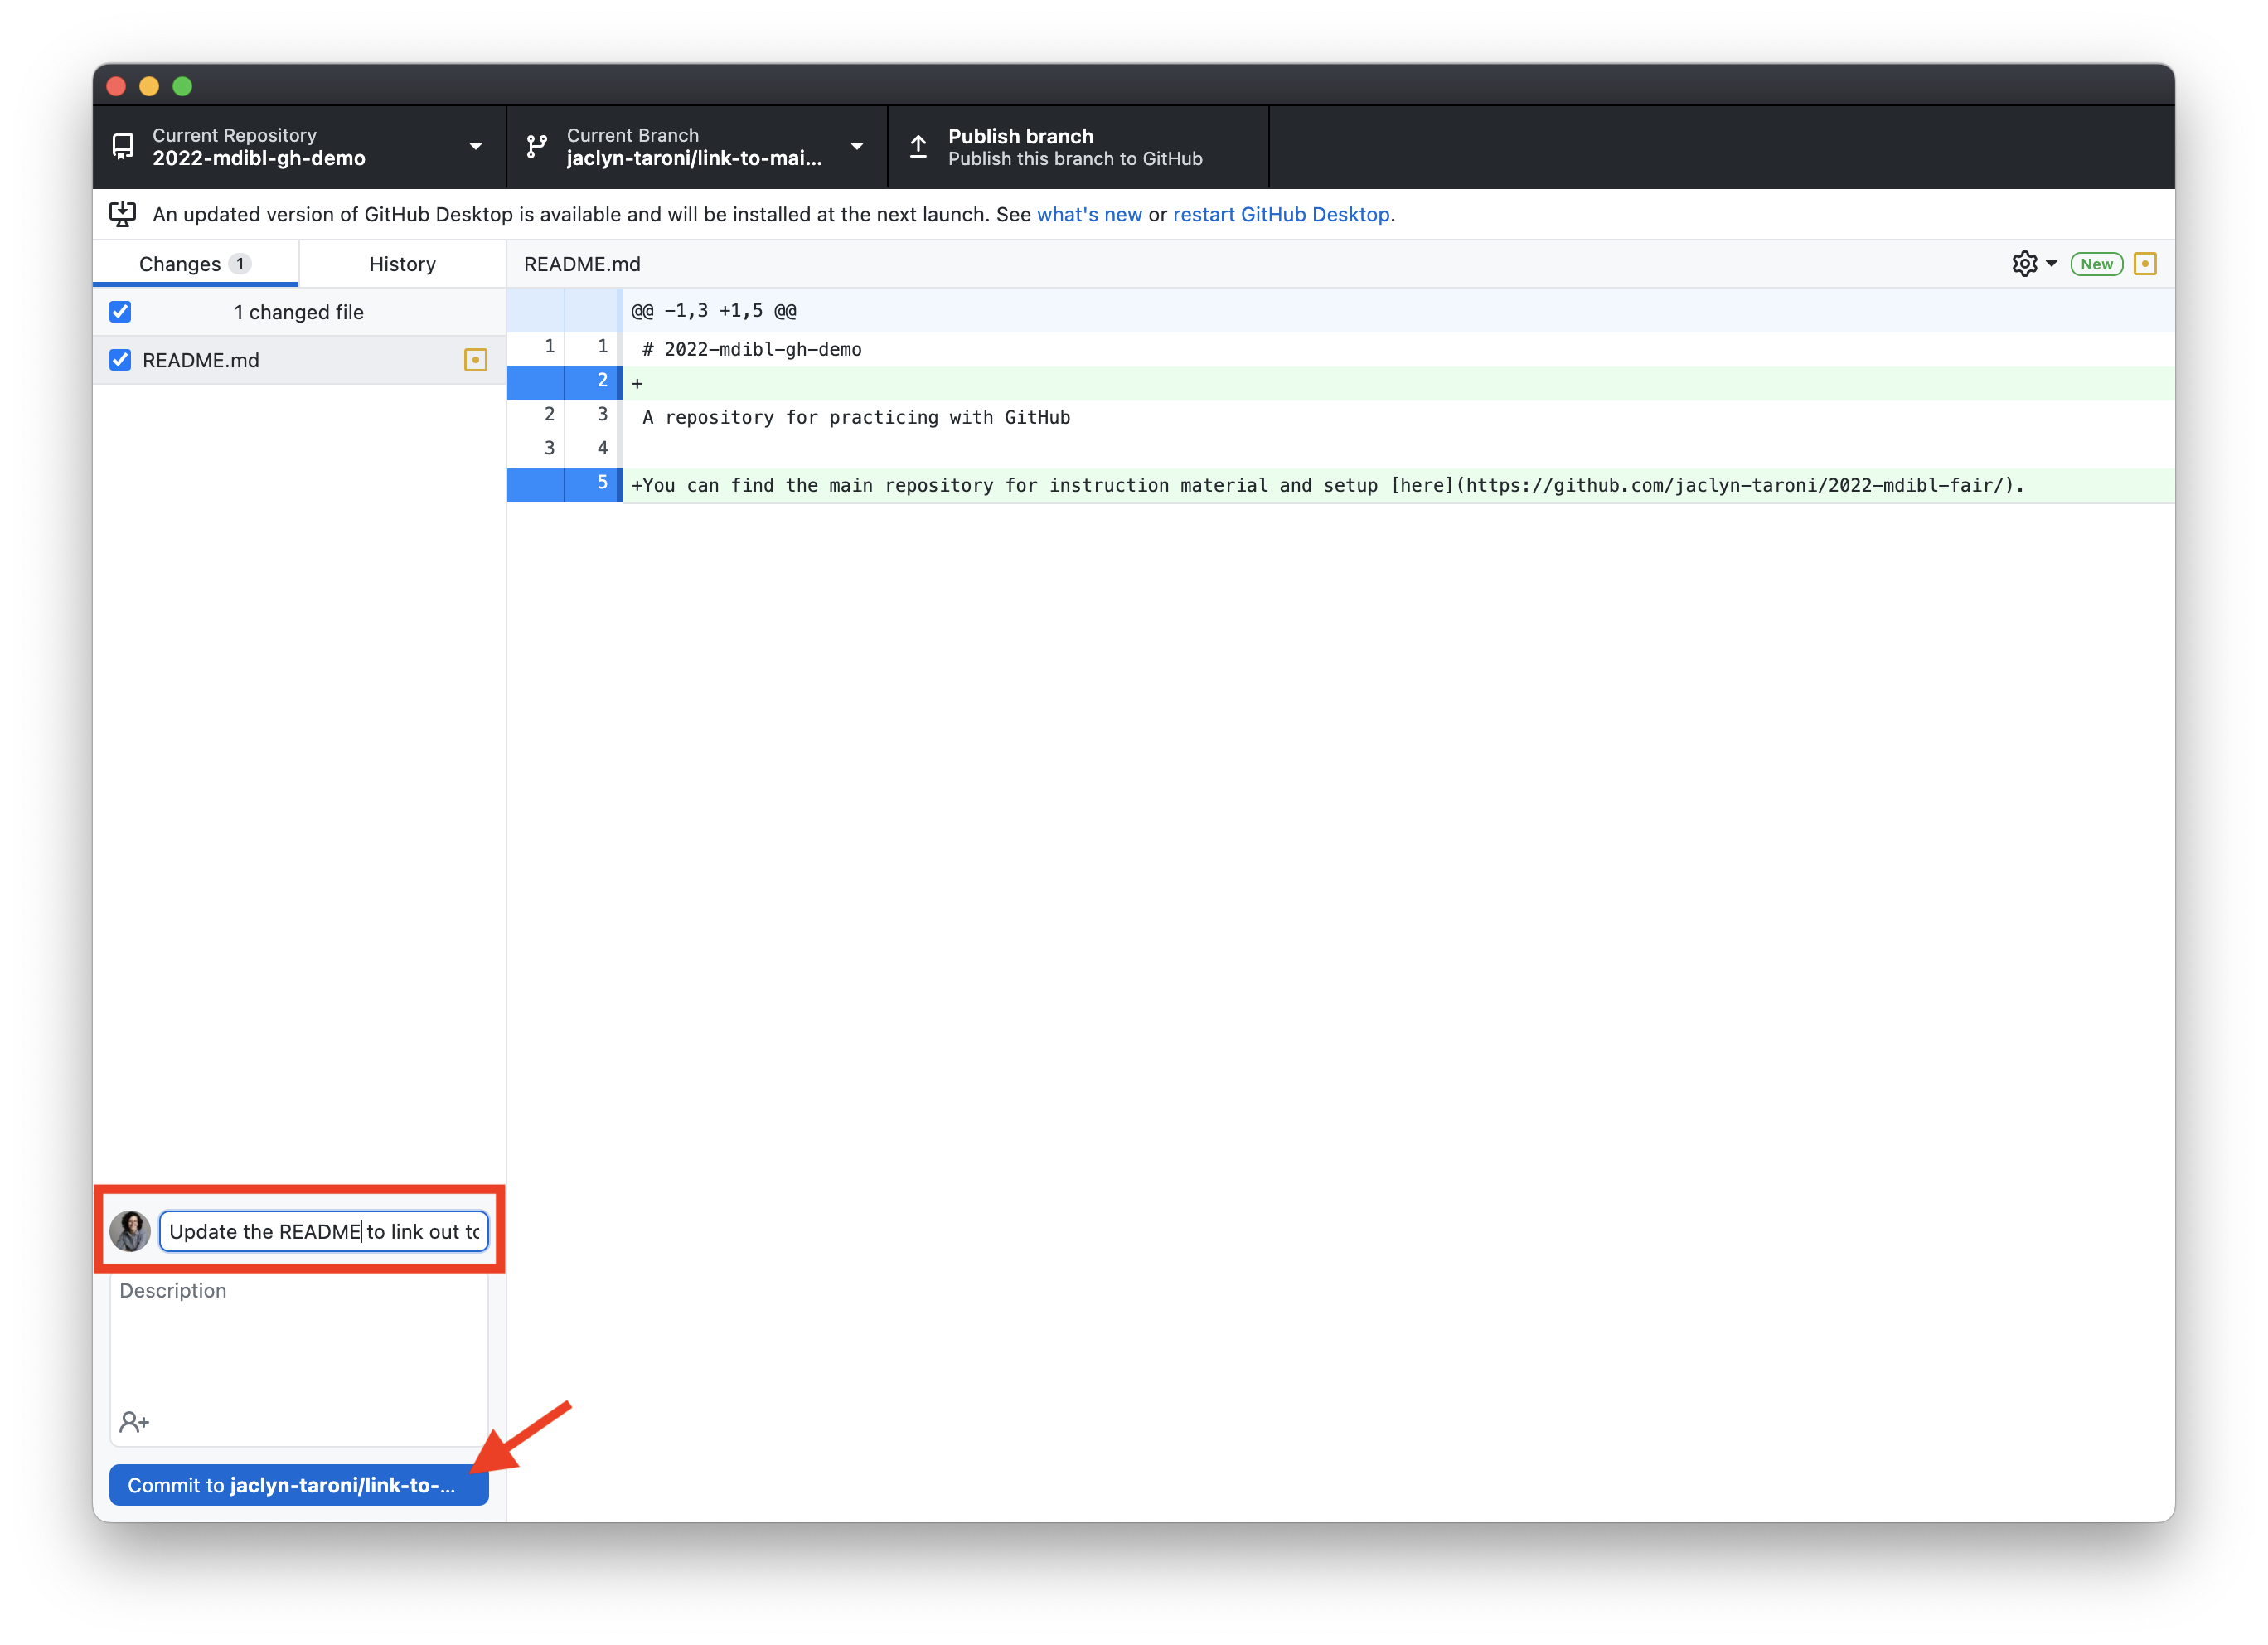 Current Repository
2022-mdibl-gh-demo
Current Branch
jaclyn-taroni/link-to-mai...
Publish branch
Publish this branch to GitHub
An updated version of GitHub Desktop is available and will be installed at the next launch. See what's new or restart GitHub Desktop.
Changes 1
History
README.md
New
1 changed file
README.md
@@ -1,3 +1,5 @@
1 1 # 2022-mdibl-gh-demo
2 +
2 3 A repository for practicing with GitHub
3 4
5 +You can find the main repository for instruction material and setup [here](https://github.com/jaclyn-taroni/2022-mdibl-fair/).
Update the README to link out to
Description
Commit to jaclyn-taroni/link-to-...